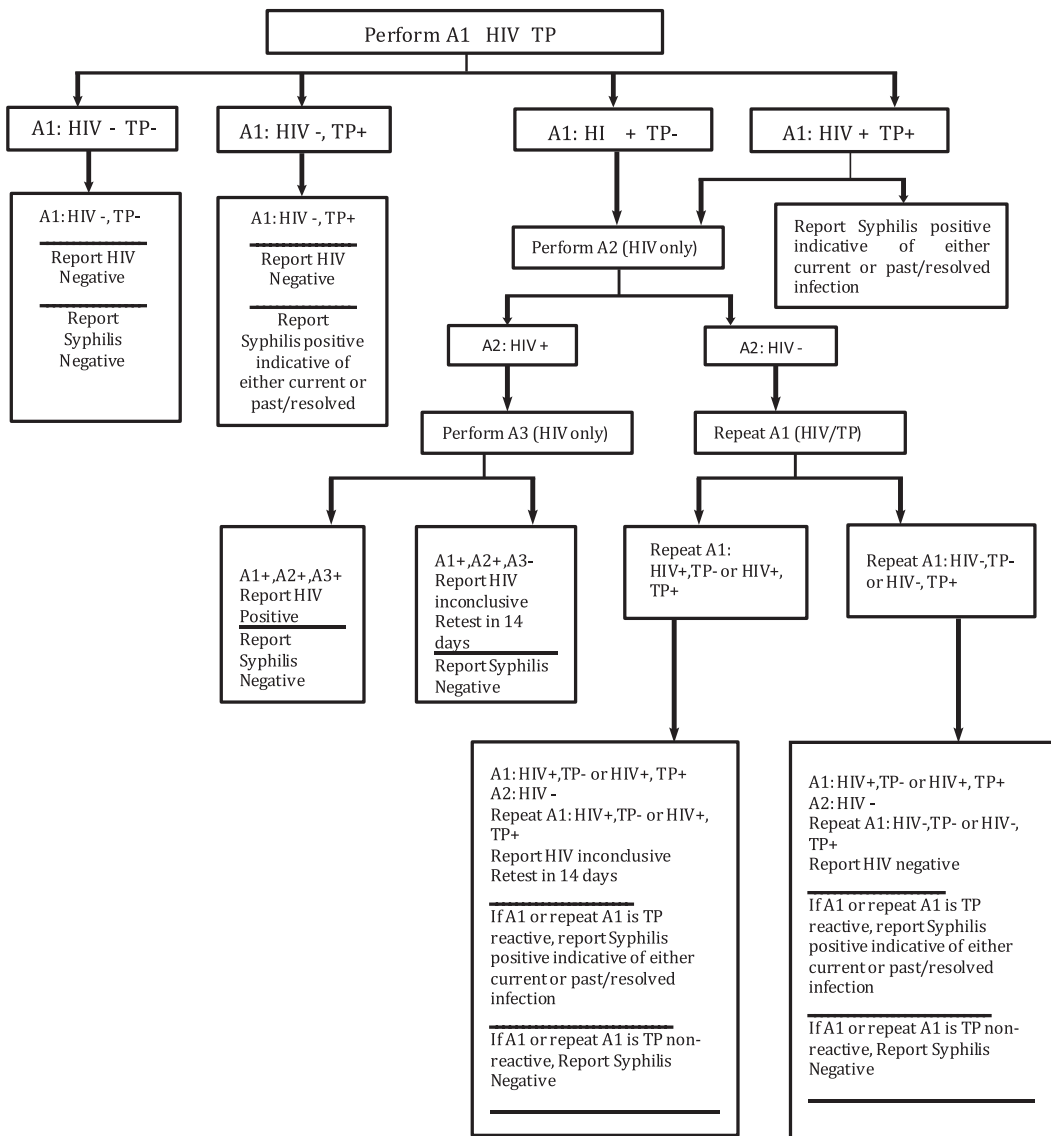 Perform A1 HIV TP
A1: HIV - TP-
A1: HIV -, TP+
A1: HI + TP-
A1: HIV + TP+
A1: HIV -, TP-
Report HIV
Negative
Report
Syphilis
Negative
A1: HIV -, TP+
Report HIV
Negative
Report
Syphilis positive
indicative of
either current or
past/resolved
Perform A2 (HIV only)
Report Syphilis positive
indicative of either
current or past/resolved
infection
A2: HIV +
A2: HIV -
Perform A3 (HIV only)
Repeat A1 (HIV/TP)
A1+,A2+,A3+
Report HIV
Positive
Report
Syphilis
Negative
A1+,A2+,A3-
Report HIV
inconclusive
Retest in 14
days
Report Syphilis
Negative
Repeat A1:
HIV+,TP- or HIV+,
TP+
Repeat A1: HIV-,TP-
or HIV-, TP+
A1: HIV+,TP- or HIV+, TP+
A2: HIV -
Repeat A1: HIV+,TP- or HIV+,
TP+
Report HIV inconclusive
Retest in 14 days
If A1 or repeat A1 is TP
reactive, report Syphilis
positive indicative of either
current or past/resolved
infection
If A1 or repeat A1 is TP non-
reactive, Report Syphilis
Negative
A1: HIV+,TP- or HIV+, TP+
A2: HIV -
Repeat A1: HIV-,TP- or HIV-,
TP+
Report HIV negative
If A1 or repeat A1 is TP
reactive, report Syphilis
positive indicative of either
current or past/resolved
infection
If A1 or repeat A1 is TP non-
reactive, Report Syphilis
Negative